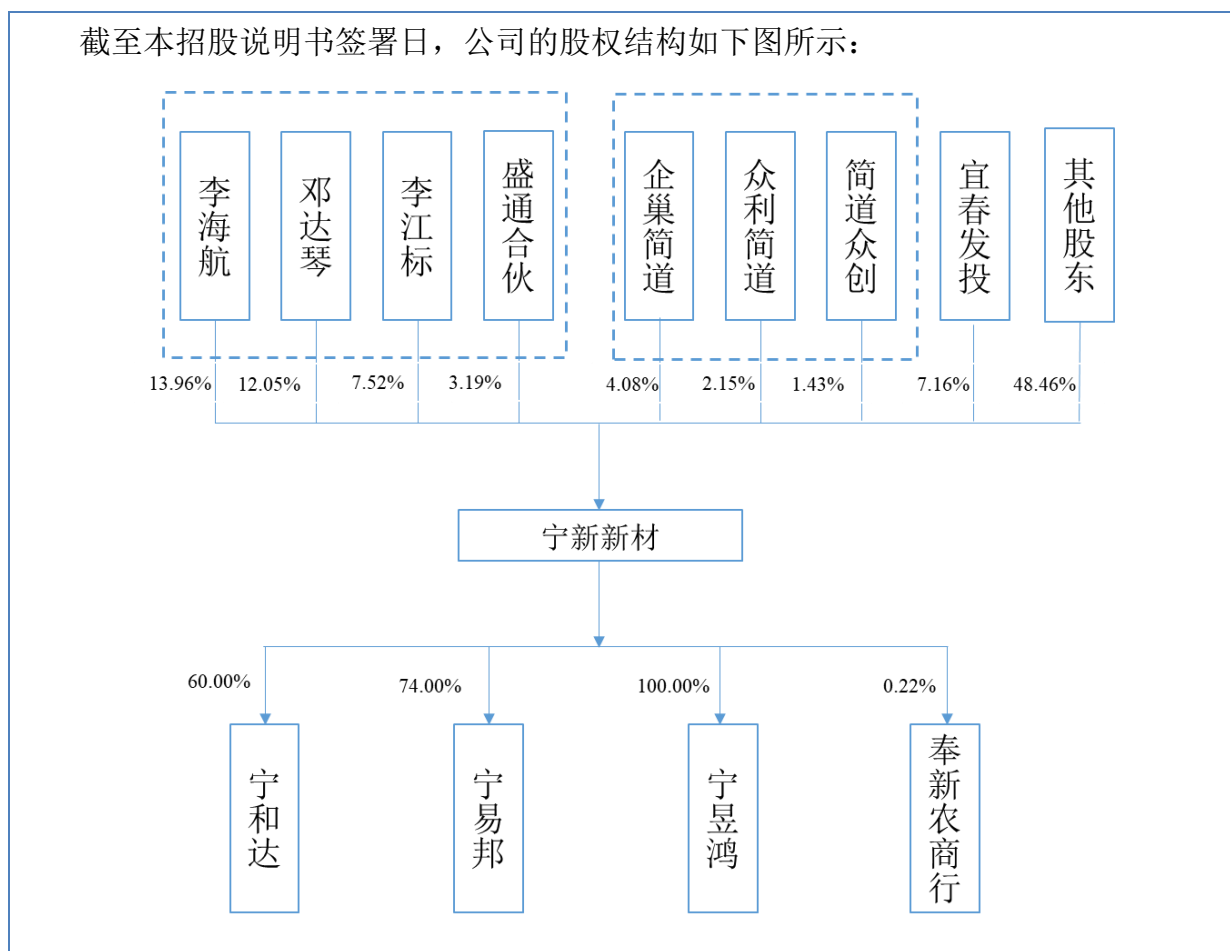 截至本招股说明书签署日，公司的股权结构如下图所示：
李海航
邓达琴
李江标
盛通合伙
企巢简道
众利简道
简道众创
宜春发投
其他股东
13.96%
12.05%
7.52%
3.19%
4.08%
2.15%
1.43%
7.16%
48.46%
宁新新材
60.00%
74.00%
100.00%
0.22%
宁和达
宁易邦
宁昱鸿
奉新农商行